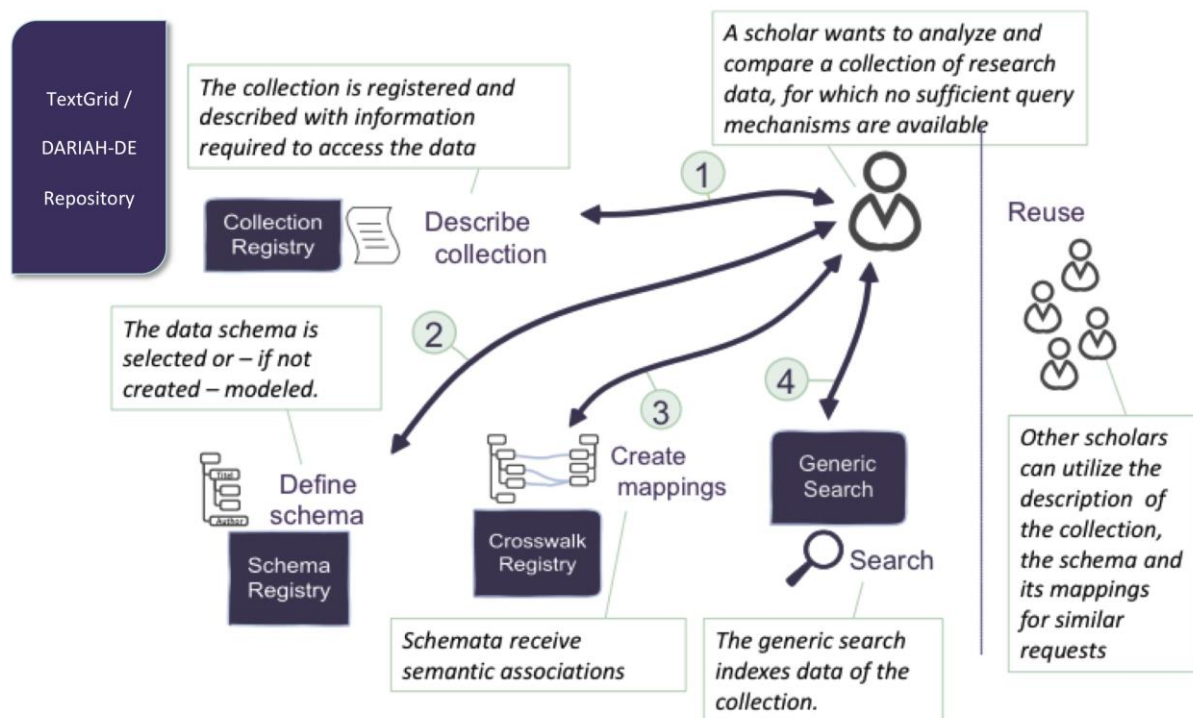 TextGrid /
DARIAH-DE
Repository
The collection is registered and
described with information
required to access the data
Collection
Registry
Describe
collection
A scholar wants to analyze and
compare a collection of research
data, for which no sufficient query
mechanisms are available
1
2
3
4
The data schema is
selected or – if not
created – modeled.
Titel
Author
Define
schema
Schema
Registry
Create
mappings
Crosswalk
Registry
Schemata receive
semantic associations
Generic
Search
Search
The generic search
indexes data of the
collection.
Reuse
Other scholars
can utilize the
description of
the collection,
the schema and
its mappings
for similar
requests